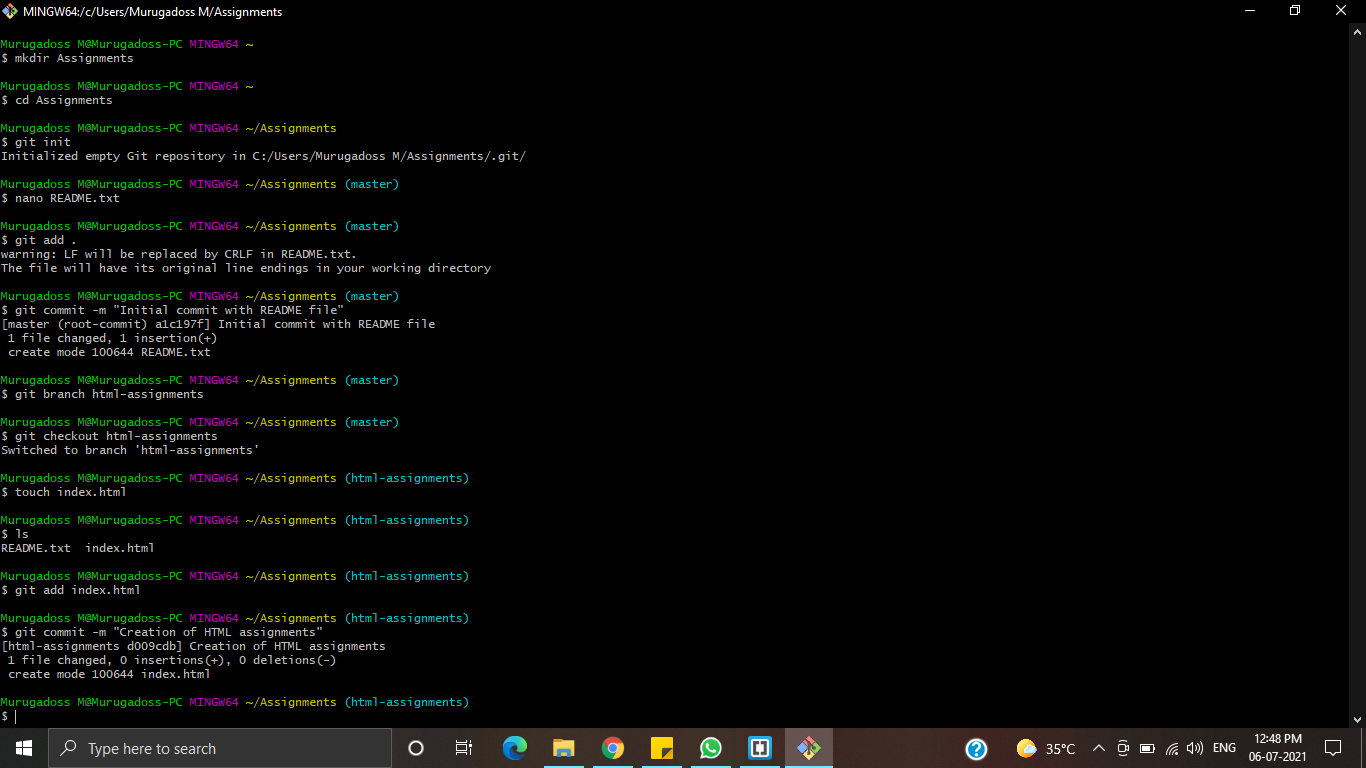 MINGW64:/c/Users/Murugadoss M/Assignments
Murugadoss M@Murugadoss-PC MINGW64 ~
$ mkdir Assignments
Murugadoss M@Murugadoss-PC MINGW64 ~
$ cd Assignments
Murugadoss M@Murugadoss-PC MINGW64 ~/Assignments
$ git init
Initialized empty Git repository in C:/Users/Murugadoss M/Assignments/.git/
Murugadoss M@Murugadoss-PC MINGW64 ~/Assignments (master)
$ nano README.txt
Murugadoss M@Murugadoss-PC MINGW64 ~/Assignments (master)
$ git add .
warning: LF will be replaced by CRLF in README.txt.
The file will have its original line endings in your working directory
Murugadoss M@Murugadoss-PC MINGW64 ~/Assignments (master)
$ git commit -m "Initial commit with README file"
[master (root-commit) a1c197f] Initial commit with README file
 1 file changed, 1 insertion(+)
 create mode 100644 README.txt
Murugadoss M@Murugadoss-PC MINGW64 ~/Assignments (master)
$ git branch html-assignments
Murugadoss M@Murugadoss-PC MINGW64 ~/Assignments (master)
$ git checkout html-assignments
Switched to branch 'html-assignments'
Murugadoss M@Murugadoss-PC MINGW64 ~/Assignments (html-assignments)
$ touch index.html
Murugadoss M@Murugadoss-PC MINGW64 ~/Assignments (html-assignments)
$ ls
README.txt  index.html
Murugadoss M@Murugadoss-PC MINGW64 ~/Assignments (html-assignments)
$ git add index.html
Murugadoss M@Murugadoss-PC MINGW64 ~/Assignments (html-assignments)
$ git commit -m "Creation of HTML assignments"
[html-assignments d009cdb] Creation of HTML assignments
 1 file changed, 0 insertions(+), 0 deletions(-)
 create mode 100644 index.html
Murugadoss M@Murugadoss-PC MINGW64 ~/Assignments (html-assignments)
$
Type here to search
35°C
ENG
12:48 PM
06-07-2021